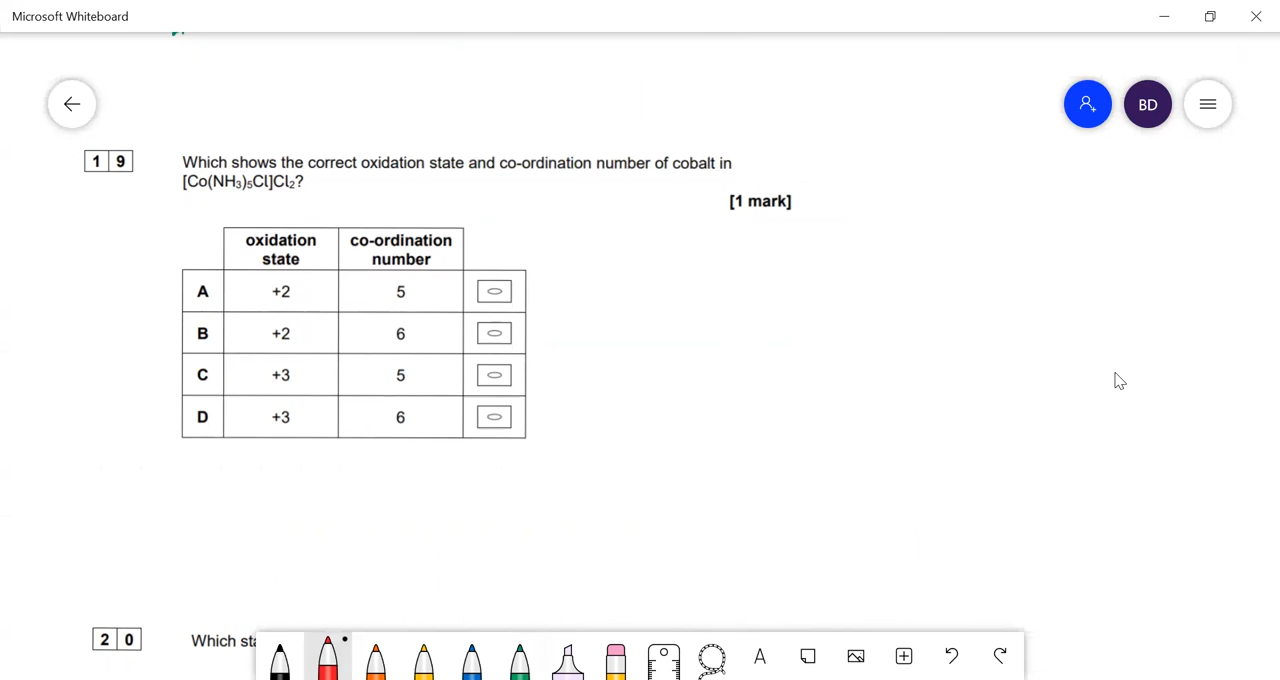 Microsoft Whiteboard
BD
1 9
Which shows the correct oxidation state and co-ordination number of cobalt in
[Co(NH₃)₅Cl]Cl₂?
[1 mark]
oxidation state
co-ordination number
A +2 5
B +2 6
C +3 5
D +3 6
2 0
Which
A